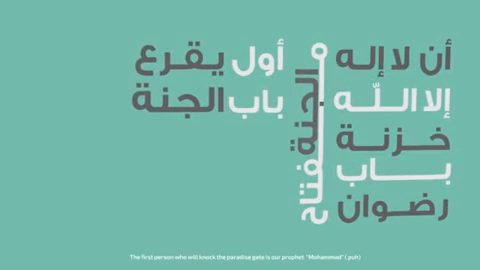 أن لا إله
إلا الله
خزنة
باب
رضوان
مفتاح
الجنة
أول يقرع
باب الجنة
The first person who will knock the paradise gate is our prophet "Mohammad" ( puh)